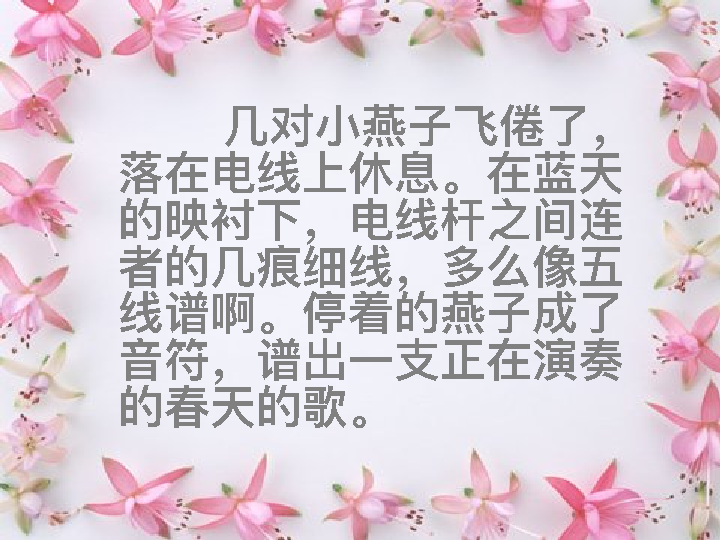 几对小燕子飞倦了，
落在电线上休息。在蓝天
的映衬下，电线杆之间连
者的几痕细线，多么像五
线谱啊。停着的燕子成了
音符，谱出一支正在演奏
的春天的歌。